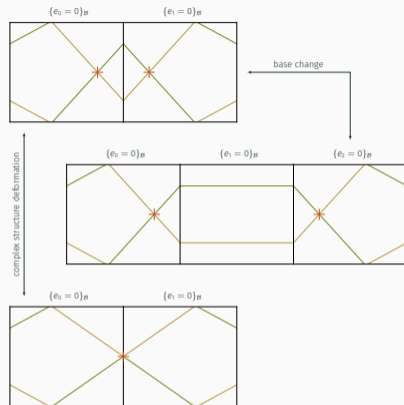 {e₀ = 0}_𝓑 {e₁ = 0}_𝓑
base change
{e₀ = 0}_𝓑 {e₁ = 0}_𝓑 {e₂ = 0}_𝓑
complex structure deformation
{e₀ = 0}_𝓑 {e₁ = 0}_𝓑